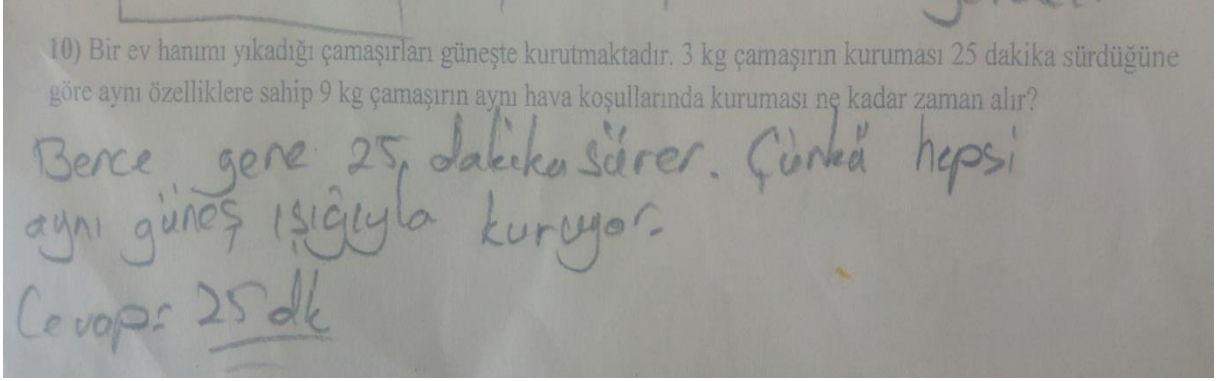 10) Bir ev hanımı yıkadığı çamaşırları güneşte kurutmaktadır. 3 kg çamaşırın kuruması 25 dakika sürdüğüne
göre aynı özelliklere sahip 9 kg çamaşırın aynı hava koşullarında kuruması ne kadar zaman alır?
Bence gene 25 dakika sürer. Çünkü hepsi
aynı güneş ışığıyla kuruyor.
Cevap: 25 dk